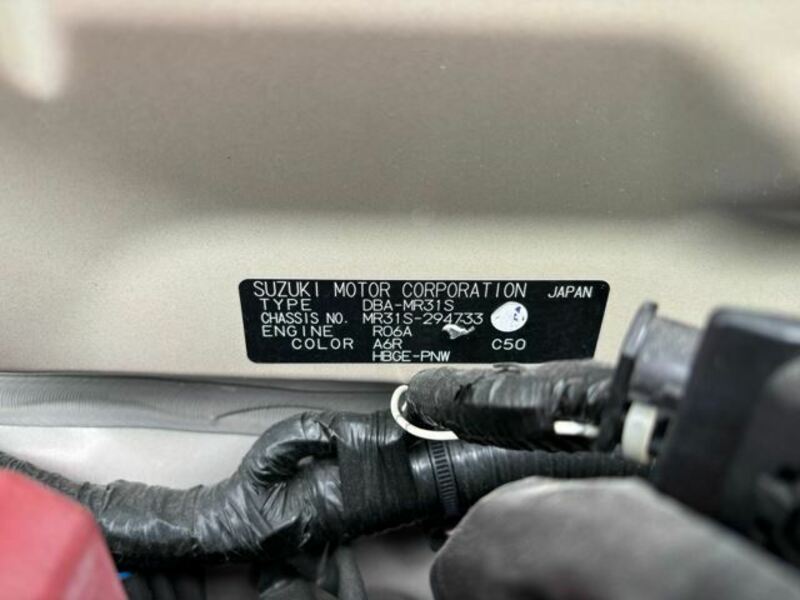 SUZUKI MOTOR CORPORATION JAPAN
TYPE DBA-MR31S
CHASSIS NO. MR31S-294733
ENGINE R06A
COLOR A6R C50
HBGE-PNW